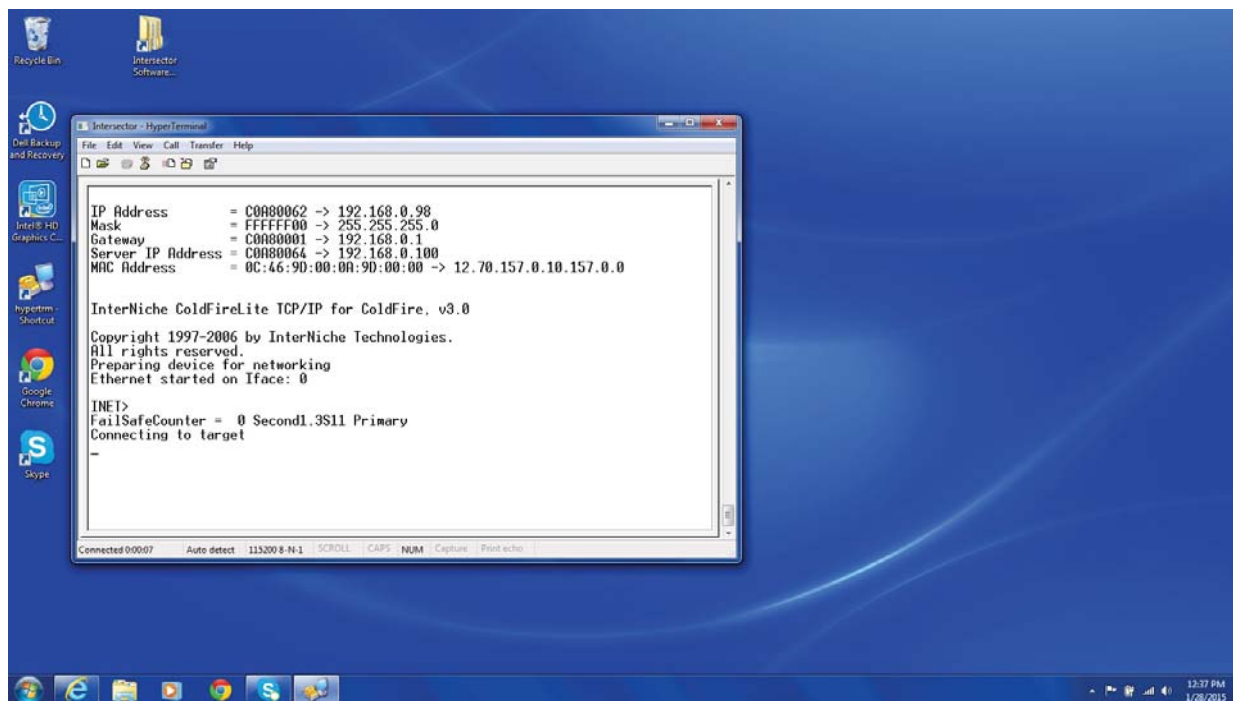 Recycle Bin
Intersector
Software...
Dell Backup
and Recovery
Intel® HD
Graphics C...
hypertrm -
Shortcut
Google
Chrome
Skype
Intersector - HyperTerminal
File Edit View Call Transfer Help
IP Address = C0A80062 -> 192.168.0.98
Mask = FFFFFF00 -> 255.255.255.0
Gateway = C0A80001 -> 192.168.0.1
Server IP Address = C0A80064 -> 192.168.0.100
MAC Address = 0C:46:9D:00:0A:9D:00:00 -> 12.70.157.0.10.157.0.0
InterNiche ColdFireLite TCP/IP for ColdFire, v3.0
Copyright 1997-2006 by InterNiche Technologies.
All rights reserved.
Preparing device for networking
Ethernet started on Iface: 0
INET>
FailSafeCounter = 0 Second1.3S11 Primary
Connecting to target
_
Connected 0:00:07 Auto detect 115200 8-N-1 SCROLL CAPS NUM Capture Print echo
12:37 PM
1/28/2015